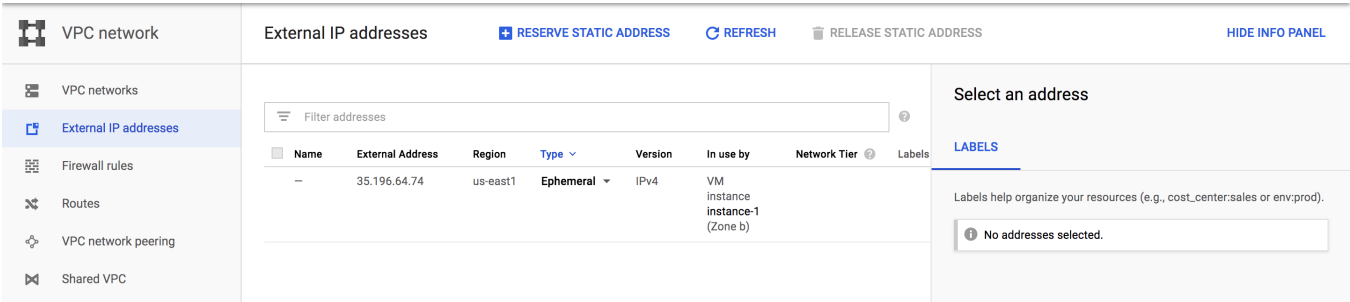 VPC network
External IP addresses
RESERVE STATIC ADDRESS
REFRESH
RELEASE STATIC ADDRESS
HIDE INFO PANEL
VPC networks
External IP addresses
Firewall rules
Routes
VPC network peering
Shared VPC
Filter addresses
Name External Address Region Type Version In use by Network Tier Labels
— 35.196.64.74 us-east1 Ephemeral IPv4 VM
instance
instance-1
(Zone b)
Select an address
LABELS
Labels help organize your resources (e.g., cost_center:sales or env:prod).
No addresses selected.